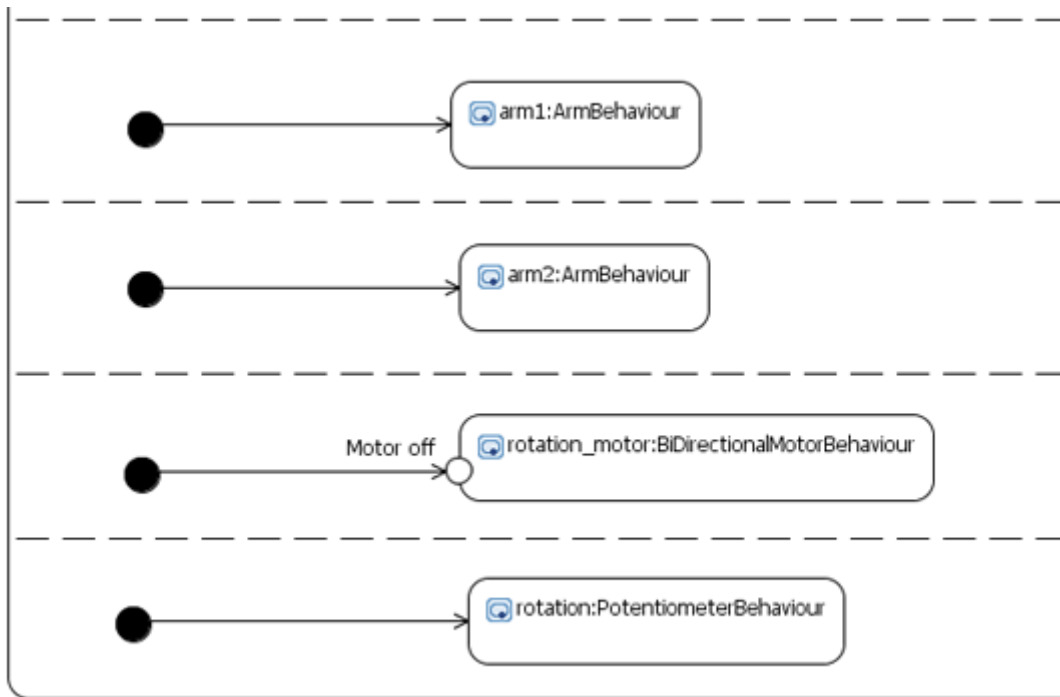 arm1:ArmBehaviour
arm2:ArmBehaviour
Motor off
rotation_motor:BiDirectionalMotorBehaviour
rotation:PotentiometerBehaviour